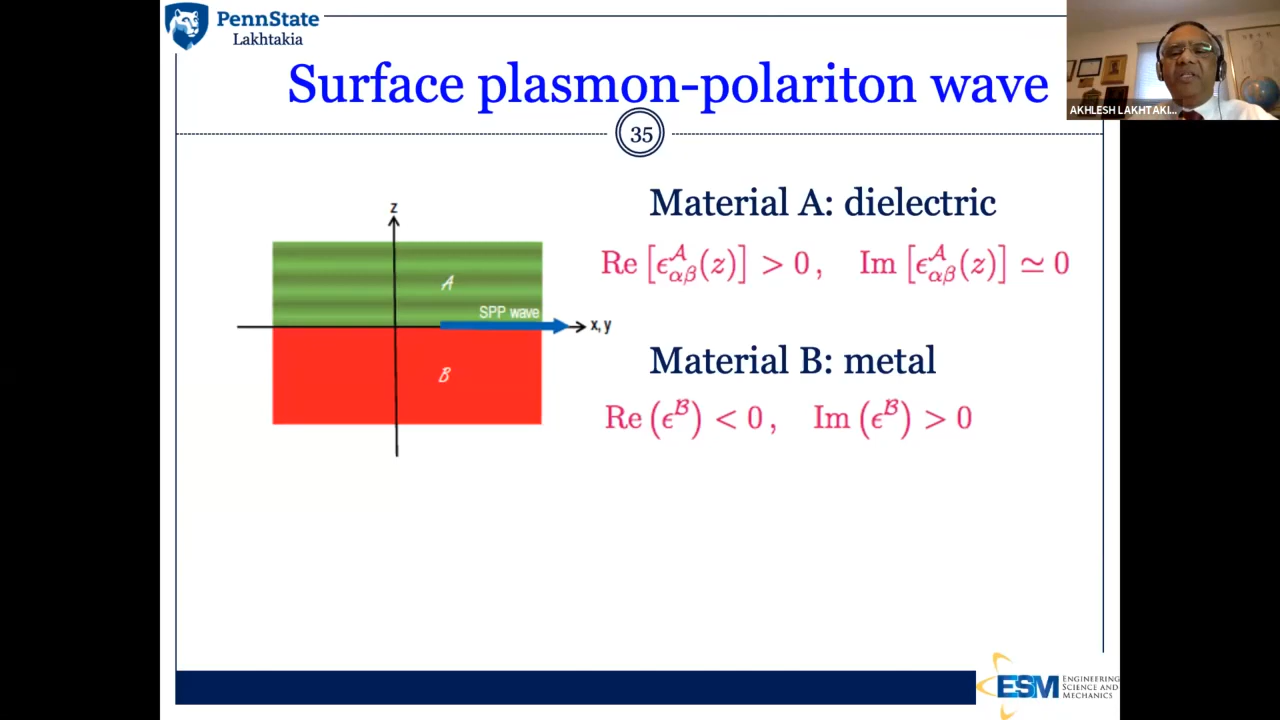 PennState
Lakhtakia
Surface plasmon-polariton wave
AKHLESH LAKHTAKI...
35
Material A: dielectric
Re [ϵ^A_αβ(z)] > 0 , Im [ϵ^A_αβ(z)] ≃ 0
z
A
SPP wave
x, y
B
Material B: metal
Re (ϵ^B) < 0 , Im (ϵ^B) > 0
ESM
ENGINEERING
SCIENCE AND
MECHANICS